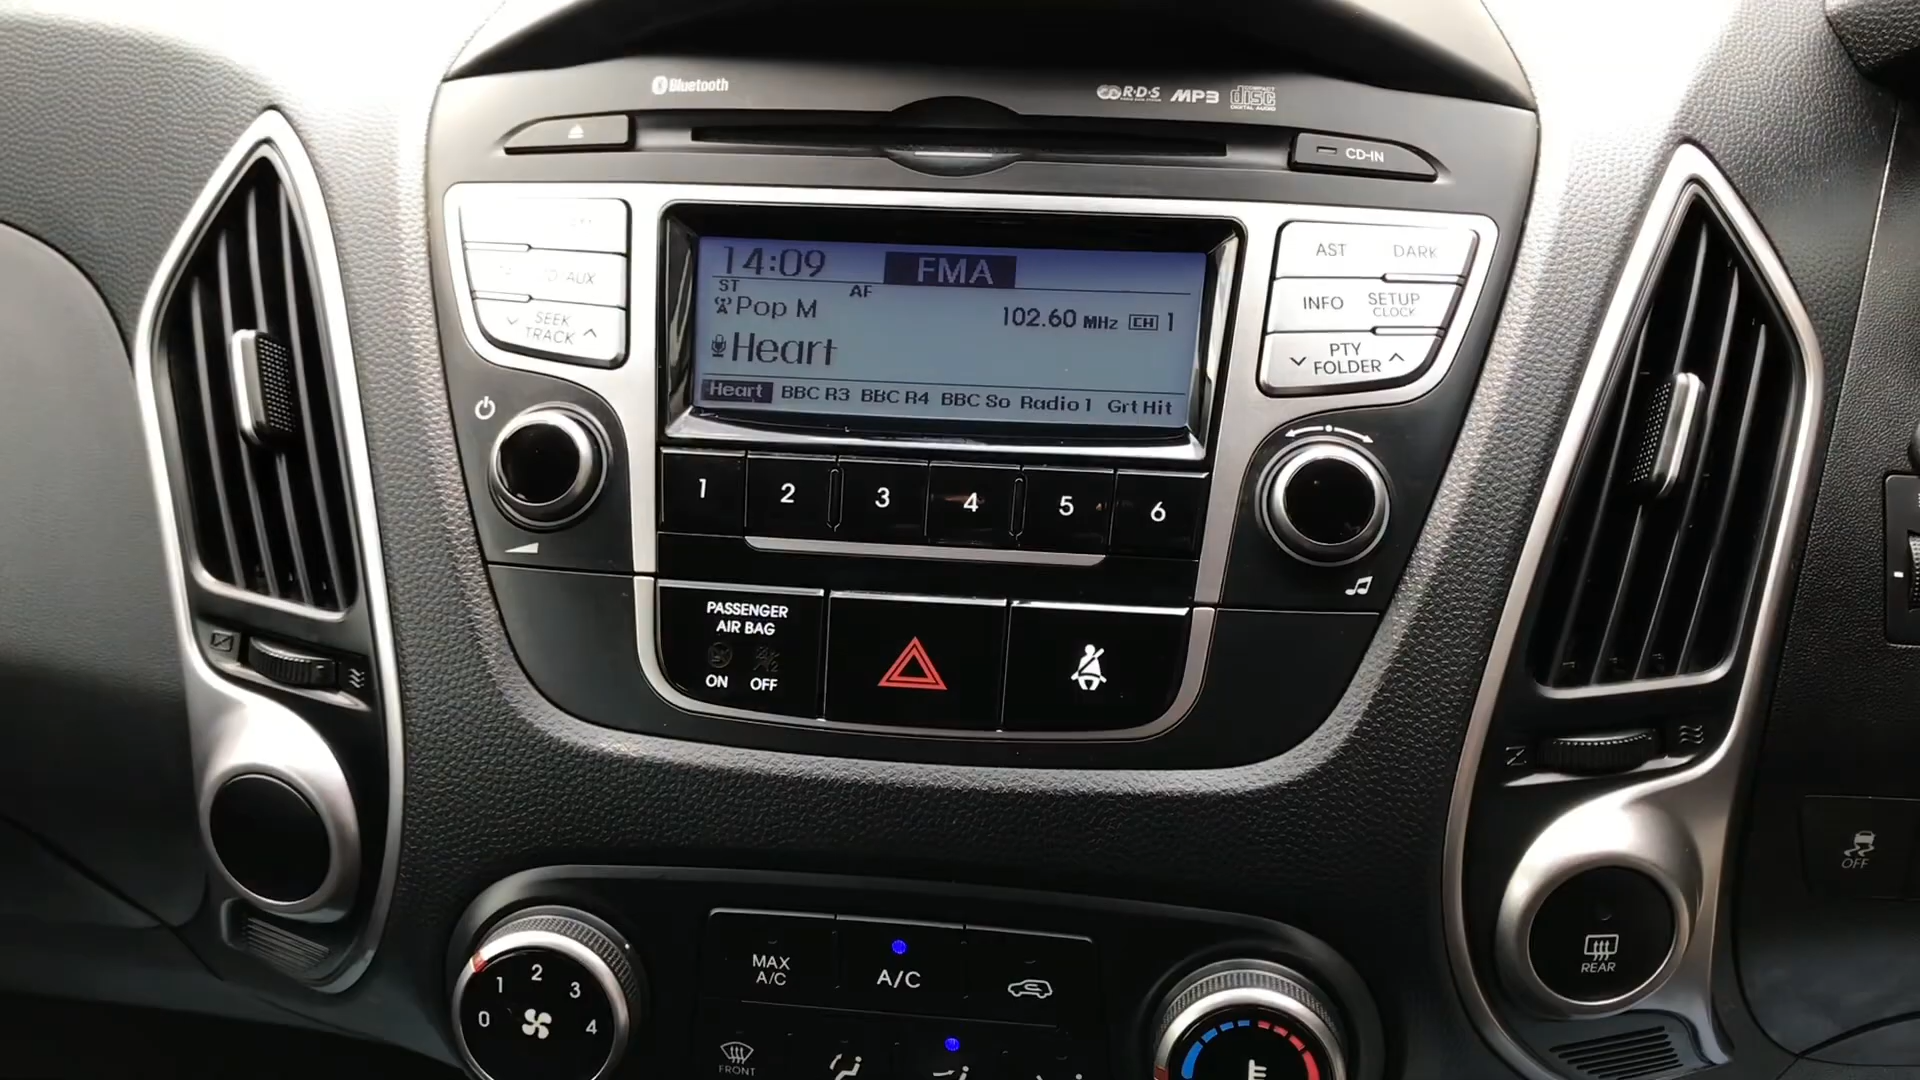 Bluetooth
R·D·S MP3 COMPACT disc DIGITAL AUDIO
CD-IN
AUX
SEEK
TRACK
14:09 FMA
ST AF
Pop M
102.60 MHz CH 1
Heart
Heart BBC R3 BBC R4 BBC So Radio 1 Grt Hit
AST DARK
INFO SETUP
CLOCK
PTY
FOLDER
1 2 3 4 5 6
PASSENGER
AIR BAG
ON OFF
OFF
0 1 2 3 4
MAX
A/C
A/C
FRONT
REAR